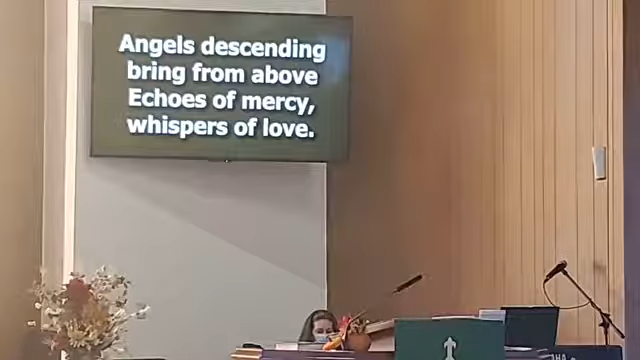 Angels descending
bring from above
Echoes of mercy,
whispers of love.